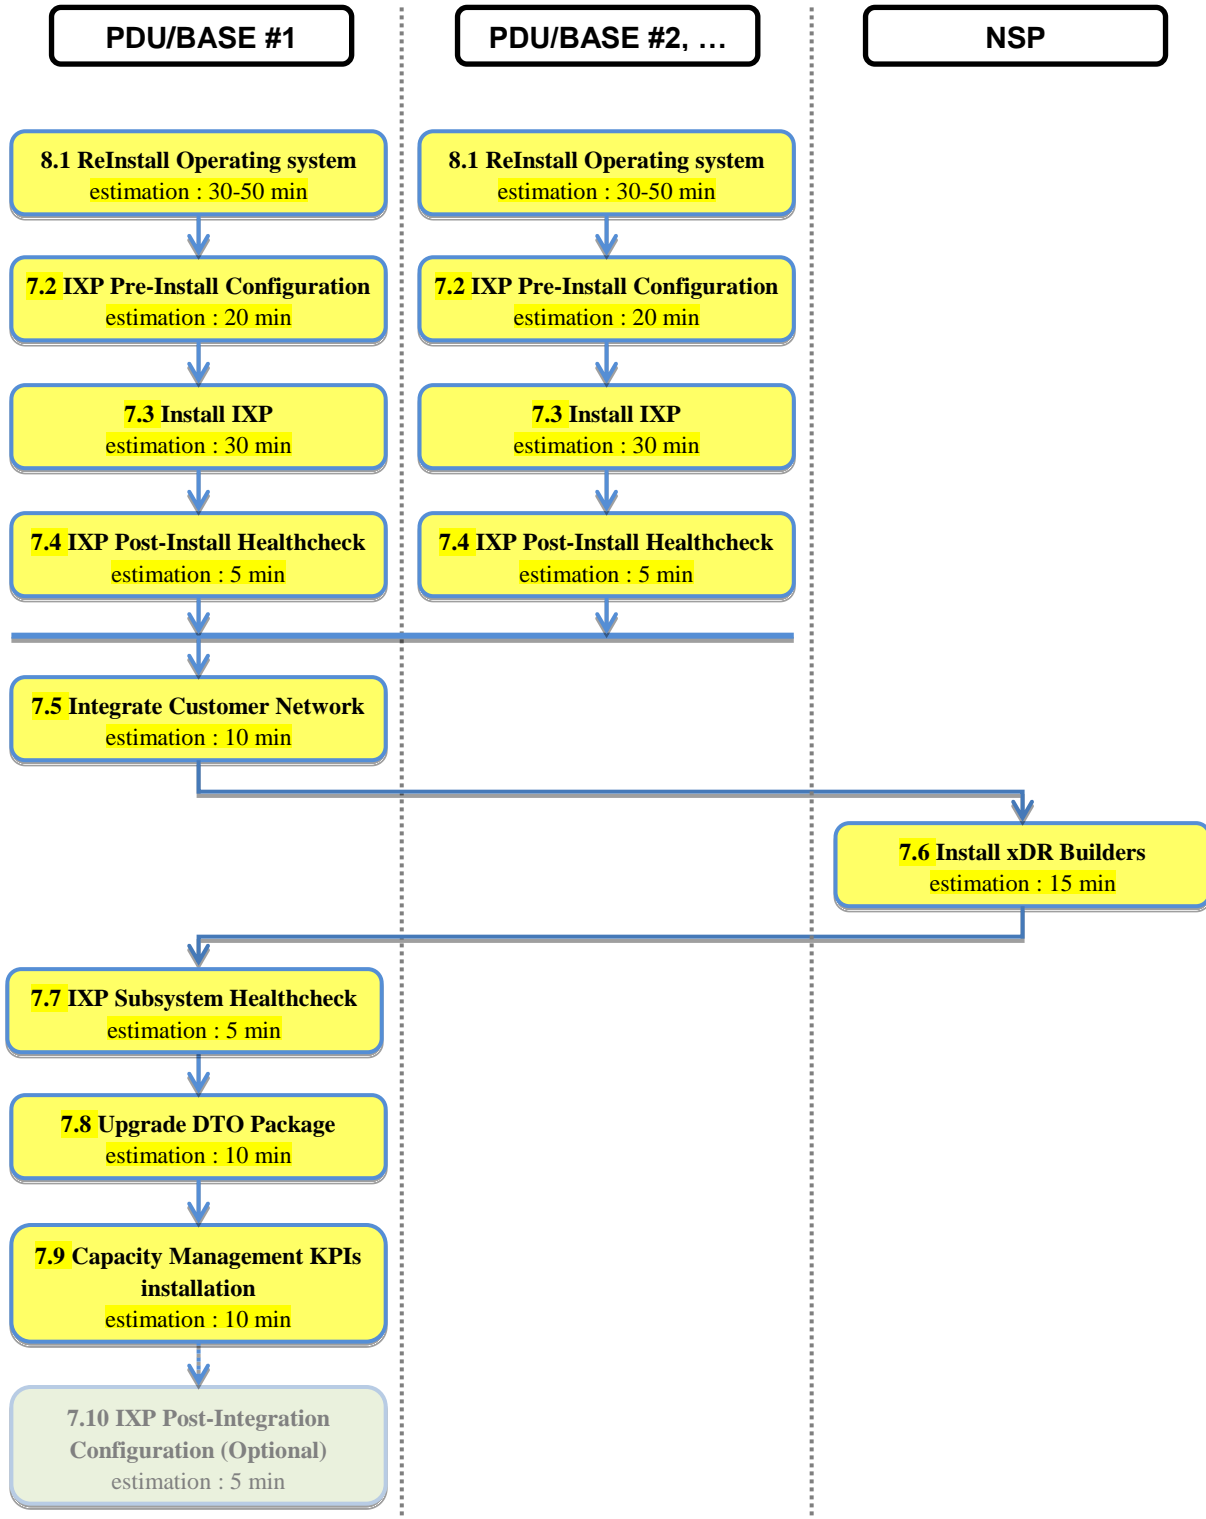 PDU/BASE #1
PDU/BASE #2, …
NSP
8.1 ReInstall Operating system
estimation : 30-50 min
8.1 ReInstall Operating system
estimation : 30-50 min
7.2 IXP Pre-Install Configuration
estimation : 20 min
7.2 IXP Pre-Install Configuration
estimation : 20 min
7.3 Install IXP
estimation : 30 min
7.3 Install IXP
estimation : 30 min
7.4 IXP Post-Install Healthcheck
estimation : 5 min
7.4 IXP Post-Install Healthcheck
estimation : 5 min
7.5 Integrate Customer Network
estimation : 10 min
7.6 Install xDR Builders
estimation : 15 min
7.7 IXP Subsystem Healthcheck
estimation : 5 min
7.8 Upgrade DTO Package
estimation : 10 min
7.9 Capacity Management KPIs
installation
estimation : 10 min
7.10 IXP Post-Integration
Configuration (Optional)
estimation : 5 min